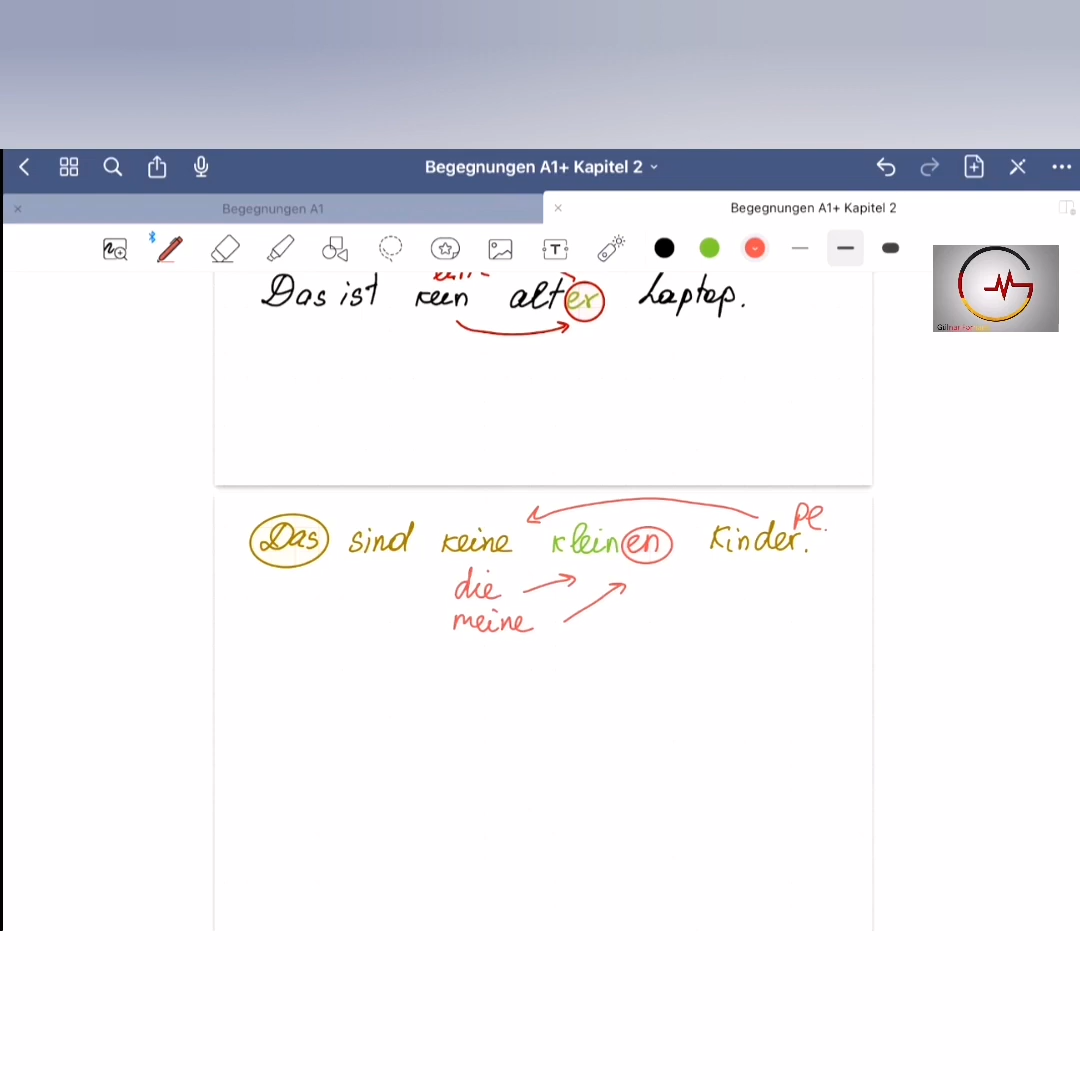 Begegnungen A1+ Kapitel 2
Begegnungen A1
Begegnungen A1+ Kapitel 2
T
Das ist kein alter Laptop.
Das sind keine kleinen Kinder.
die
meine